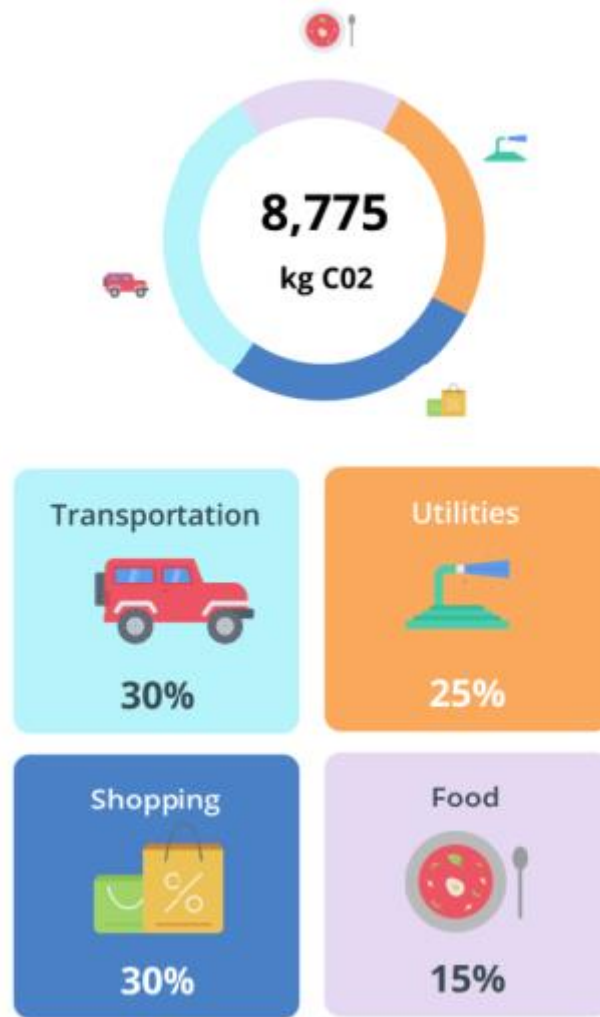 8,775
kg C02
Transportation
30%
Utilities
25%
Shopping
%
30%
Food
15%